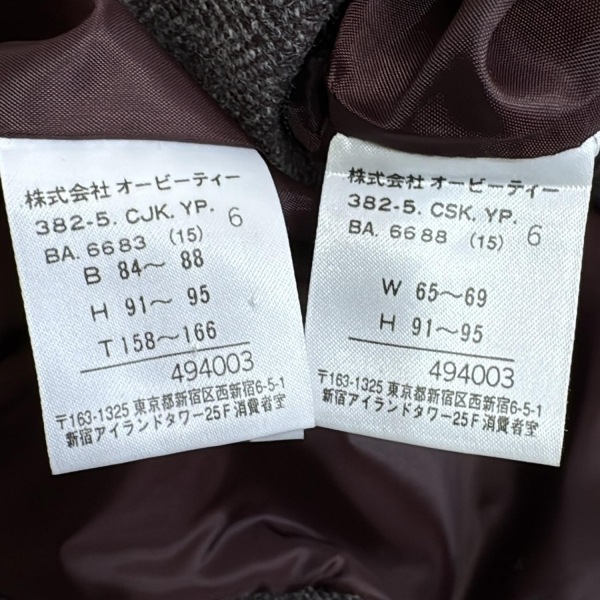 株式会社 オービーティー
382-5. CJK. YP. 6
BA. 6683 (15)
B 84〜 88
H 91〜 95
T158〜166
494003
〒163-1325 東京都新宿区西新宿6-5-1
新宿アイランドタワー25F消費者室
株式会社 オービーティー
382-5. CSK. YP. 6
BA. 6688 (15)
W 65〜69
H 91〜95
494003
〒163-1325 東京都新宿区西新宿6-5-1
新宿アイランドタワー25F消費者室